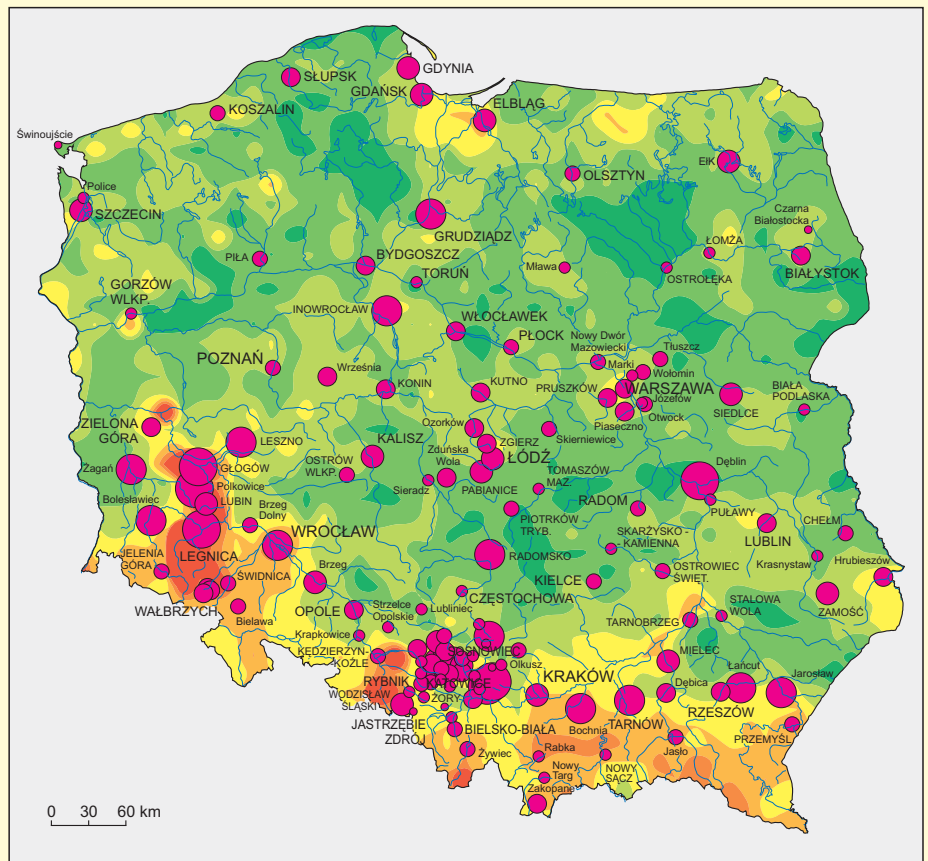 GDYNIA
SŁUPSK
GDAŃSK
ELBLĄG
KOSZALIN
Świnoujście
EłK
OLSZTYN
Police
SZCZECIN
Czarna
Białostocka
GRUDZIĄDZ
ŁOMŻA
BYDGOSZCZ
PIŁA
Mława
BIAŁYSTOK
TORUŃ
OSTROŁĘKA
GORZÓW
WLKP.
INOWROCŁAW
WŁOCŁAWEK
PŁOCK
Nowy Dwór
Mazowiecki
Tłuszcz
POZNAŃ
Marki
Wołomin
Września
KONIN
KUTNO
PRUSZKÓW
WARSZAWA
Józefów
Otwock
Piaseczno
SIEDLCE
BIAŁA
PODLASKA
ZIELONA
GÓRA
LESZNO
Ozorków
ZGIERZ
Skierniewice
KALISZ
Zduńska
Wola
ŁÓDŹ
Żagań
GŁOGÓW
OSTRÓW
WLKP.
Sieradz
PABIANICE
TOMASZÓW
MAZ.
Dęblin
Polkowice
LUBIN
Bolesławiec
Brzeg
Dolny
PIOTRKÓW
TRYB.
RADOM
PUŁAWY
LUBLIN
CHEŁM
WROCŁAW
LEGNICA
SKARŻYSKO
- KAMIENNA
RADOMSKO
Krasnystaw
JELENIA
GÓRA
Hrubieszów
ŚWIDNICA
Brzeg
KIELCE
OSTROWIEC
ŚWIET.
CZĘSTOCHOWA
WAŁBRZYCH
Bielawa
OPOLE
Strzelce
Opolskie
Lubliniec
STALOWA
WOLA
ZAMOŚĆ
TARNOBRZEG
Krapkowice
KĘDZIERZYN-
KOŹLE
SOSNOWIEC
Olkusz
MIELEC
Łańcut
Jarosław
RYBNIK
KATOWICE
KRAKÓW
Dębica
WODZISŁAW
ŚLĄSKI
ŻORY
RZESZÓW
JASTRZĘBIE
ZDRÓJ
Bochnia
TARNÓW
BIELSKO-BIAŁA
PRZEMYŚL
Żywiec
Rabka
Jasło
Nowy
Targ
NOWY
SĄCZ
Zakopane
0 30 60 km